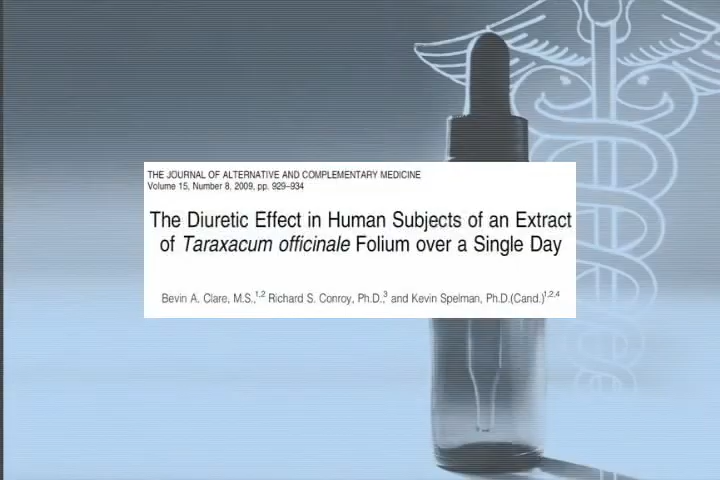 THE JOURNAL OF ALTERNATIVE AND COMPLEMENTARY MEDICINE
Volume 15, Number 8, 2009, pp. 929–934
The Diuretic Effect in Human Subjects of an Extract
of Taraxacum officinale Folium over a Single Day
Bevin A. Clare, M.S.,1,2 Richard S. Conroy, Ph.D.,3 and Kevin Spelman, Ph.D.(Cand.)1,2,4